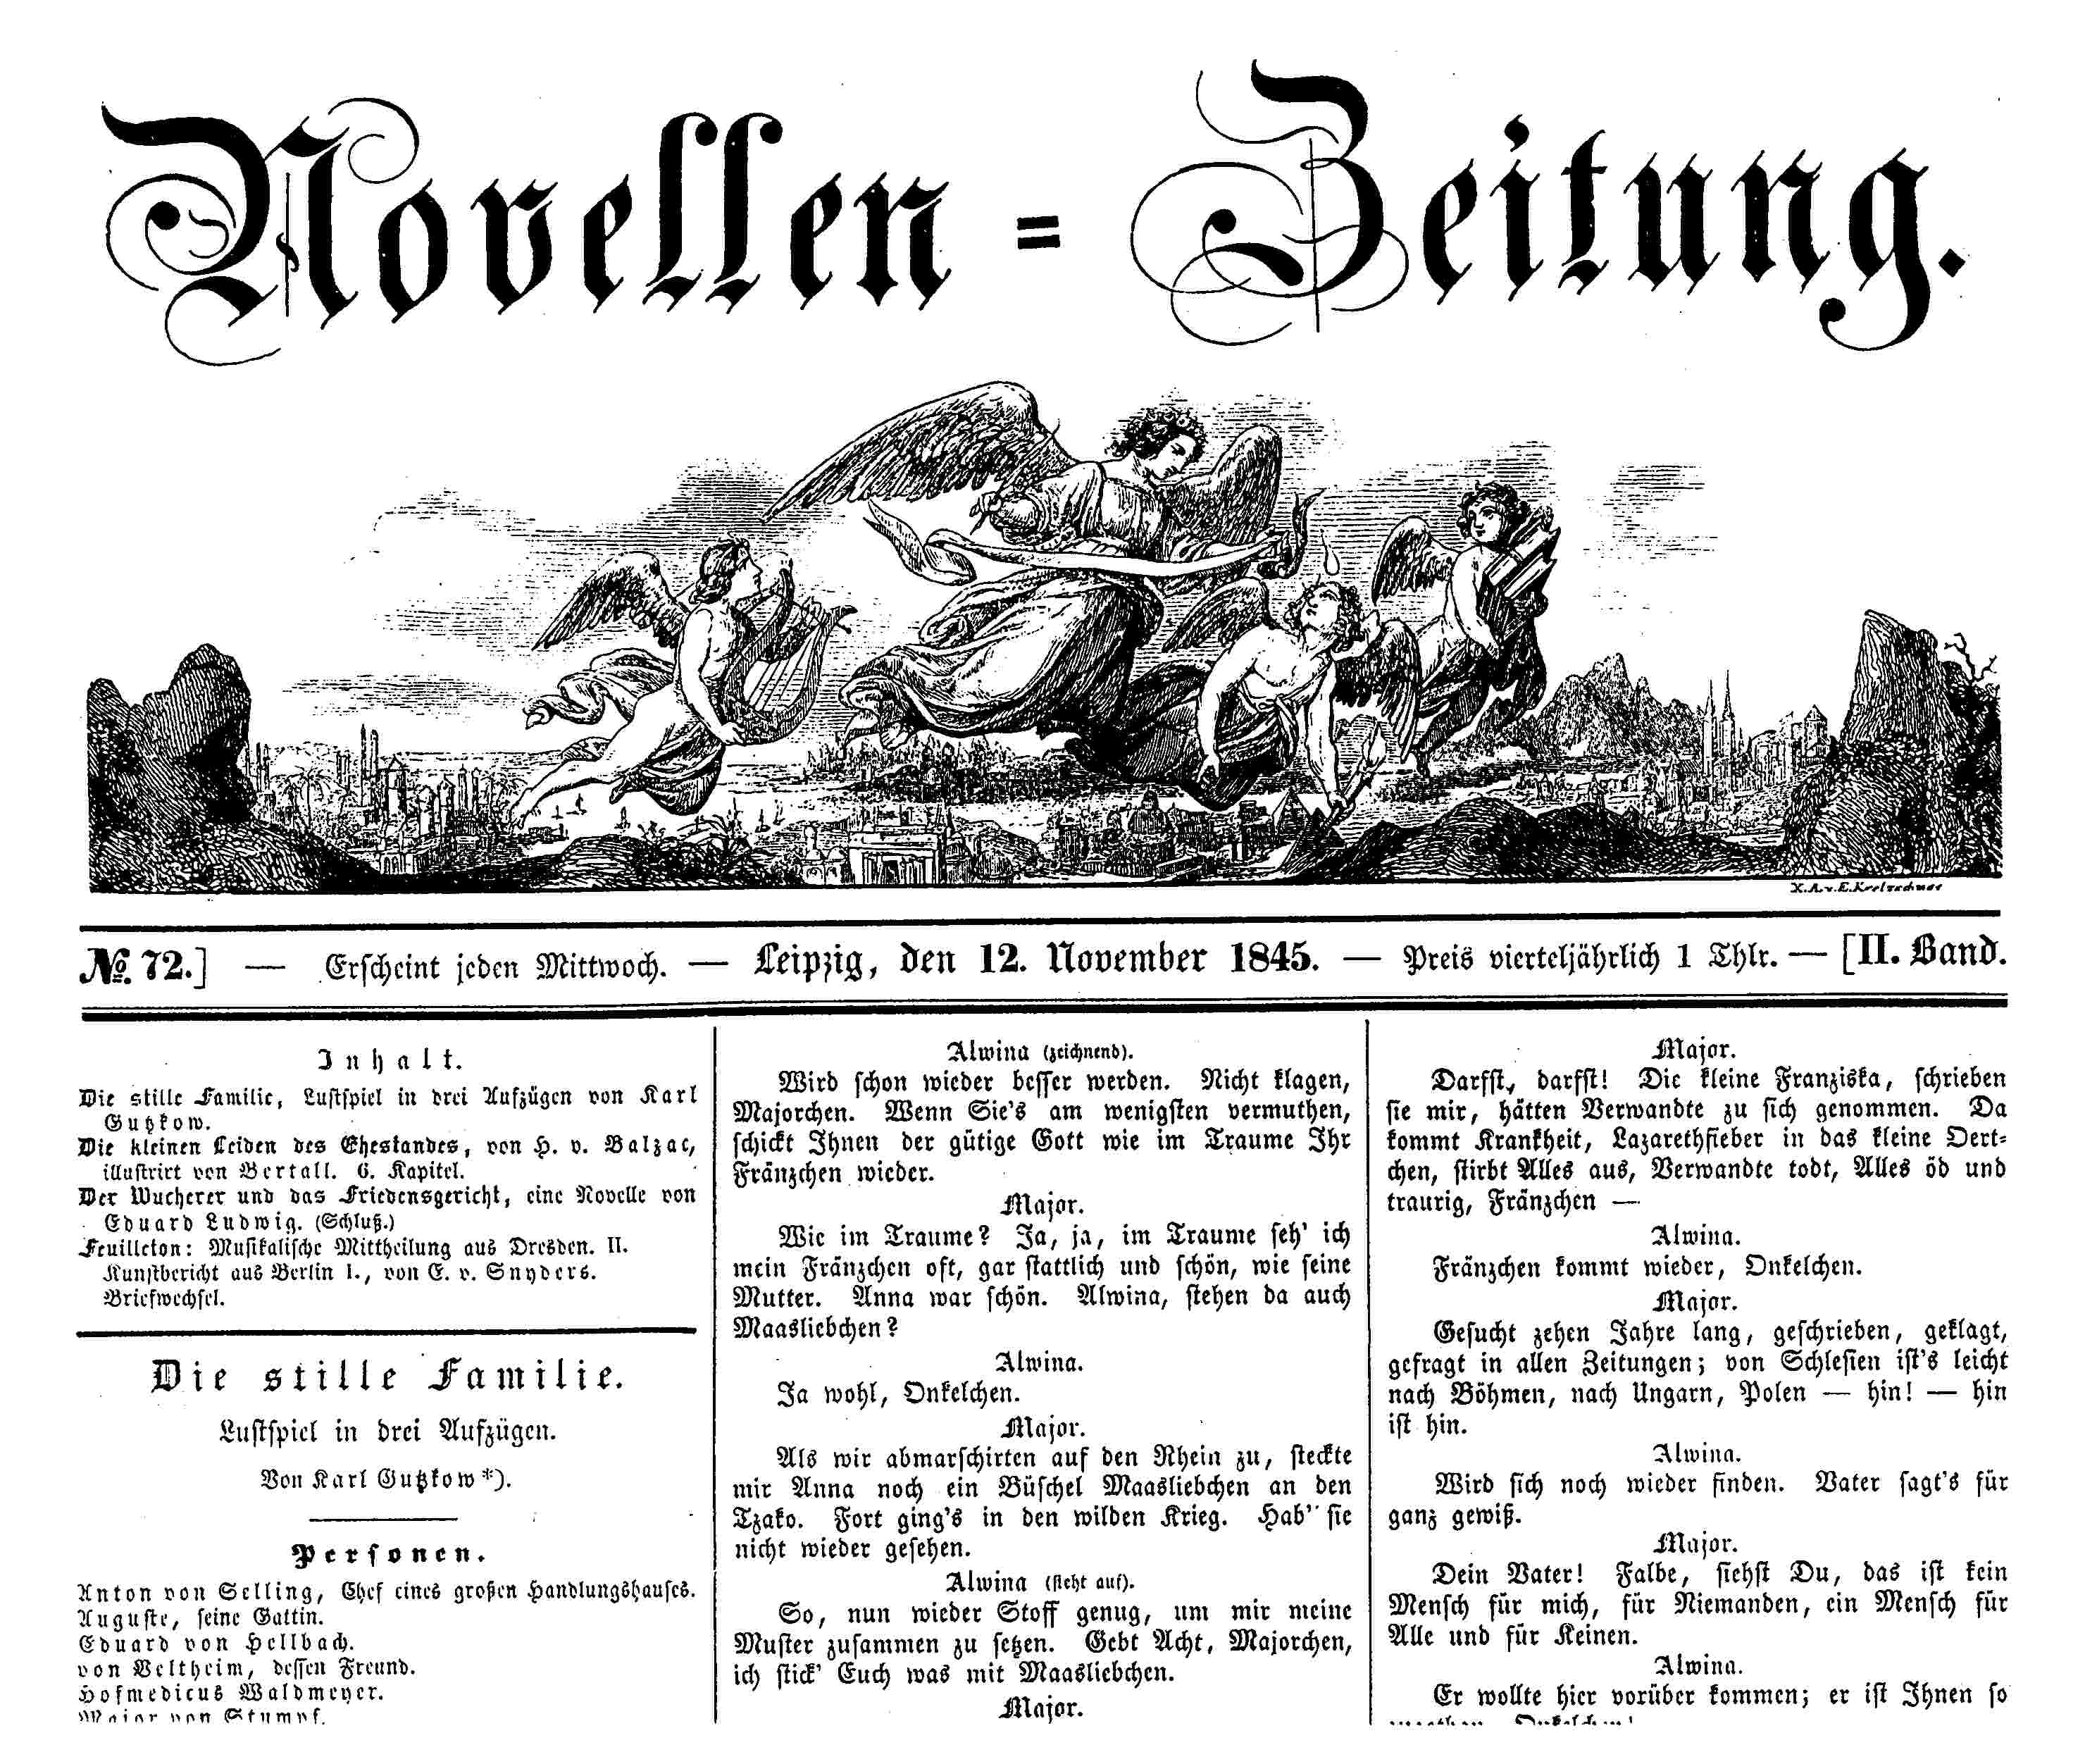 Novellen = Zeitung.
X. A. v. E. Kretzschmar
№ 72.] — Erscheint jeden Mittwoch. — Leipzig, den 12. November 1845. — Preis vierteljährlich 1 Thlr. — [II. Band.
Inhalt.
Die stille Familie, Lustspiel in drei Aufzügen von Karl
Gutzkow.
Die kleinen Leiden des Ehestandes, von H. v. Balzac,
illustrirt von Bertall. 6. Kapitel.
Der Wucherer und das Friedensgericht, eine Novelle von
Eduard Ludwig. (Schluß.)
Feuilleton: Musikalische Mittheilung aus Dresden. II.
Kunstbericht aus Berlin I., von E. v. Snyders.
Briefwechsel.
Die stille Familie.
Lustspiel in drei Aufzügen.
Von Karl Gutzkow *).
Personen.
Anton von Selling, Chef eines großen Handlungshauses.
Auguste, seine Gattin.
Eduard von Hellbach.
von Veltheim, dessen Freund.
Hofmedicus Waldmeyer.
Major von Stumpf.
Alwina (zeichnend).
Wird schon wieder besser werden. Nicht klagen,
Majorchen. Wenn Sie's am wenigsten vermuthen,
schickt Ihnen der gütige Gott wie im Traume Ihr
Fränzchen wieder.
Major.
Wie im Traume? Ja, ja, im Traume seh' ich
mein Fränzchen oft, gar stattlich und schön, wie seine
Mutter. Anna war schön. Alwina, stehen da auch
Maasliebchen?
Alwina.
Ja wohl, Onkelchen.
Major.
Als wir abmarschirten auf den Rhein zu, steckte
mir Anna noch ein Büschel Maasliebchen an den
Tzako. Fort ging's in den wilden Krieg. Hab' sie
nicht wieder gesehen.
Alwina (steht auf).
So, nun wieder Stoff genug, um mir meine
Muster zusammen zu setzen. Gebt Acht, Majorchen,
ich stick' Euch was mit Maasliebchen.
Major.
Major.
Darfst, darfst! Die kleine Franziska, schrieben
sie mir, hätten Verwandte zu sich genommen. Da
kommt Krankheit, Lazarethfieber in das kleine Oert=
chen, stirbt Alles aus, Verwandte todt, Alles öd und
traurig, Fränzchen —
Alwina.
Fränzchen kommt wieder, Onkelchen.
Major.
Gesucht zehen Jahre lang, geschrieben, geklagt,
gefragt in allen Zeitungen; von Schlesien ist's leicht
nach Böhmen, nach Ungarn, Polen — hin! — hin
ist hin.
Alwina.
Wird sich noch wieder finden. Vater sagt's für
ganz gewiß.
Major.
Dein Vater! Falbe, siehst Du, das ist kein
Mensch für mich, für Niemanden, ein Mensch für
Alle und für Keinen.
Alwina.
Er wollte hier vorüber kommen; er ist Ihnen so